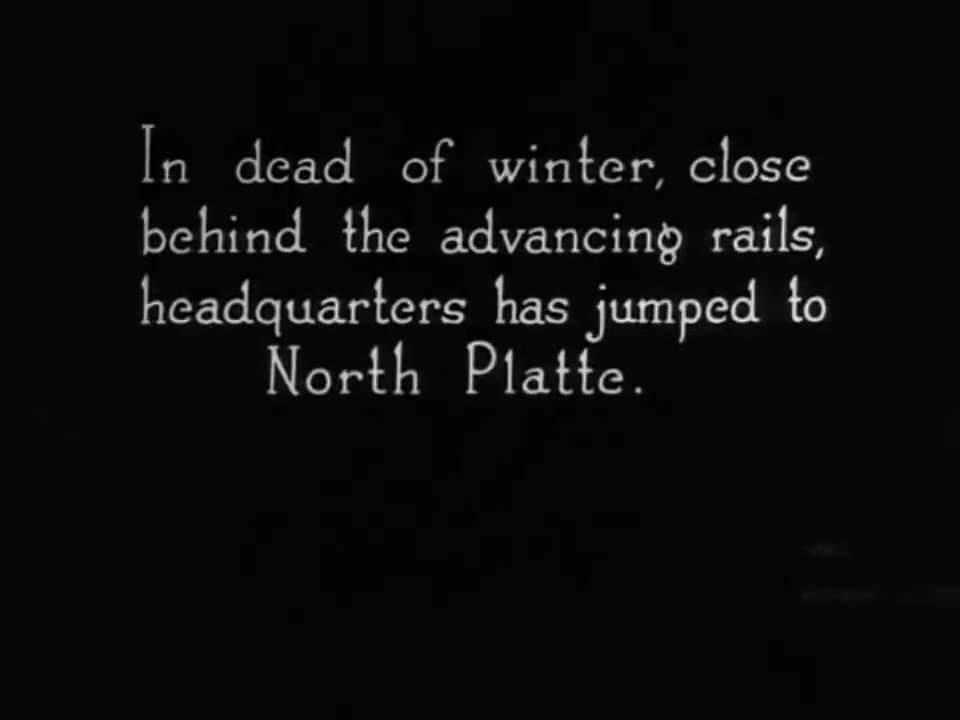 In dead of winter, close
behind the advancing rails,
headquarters has jumped to
North Platte.